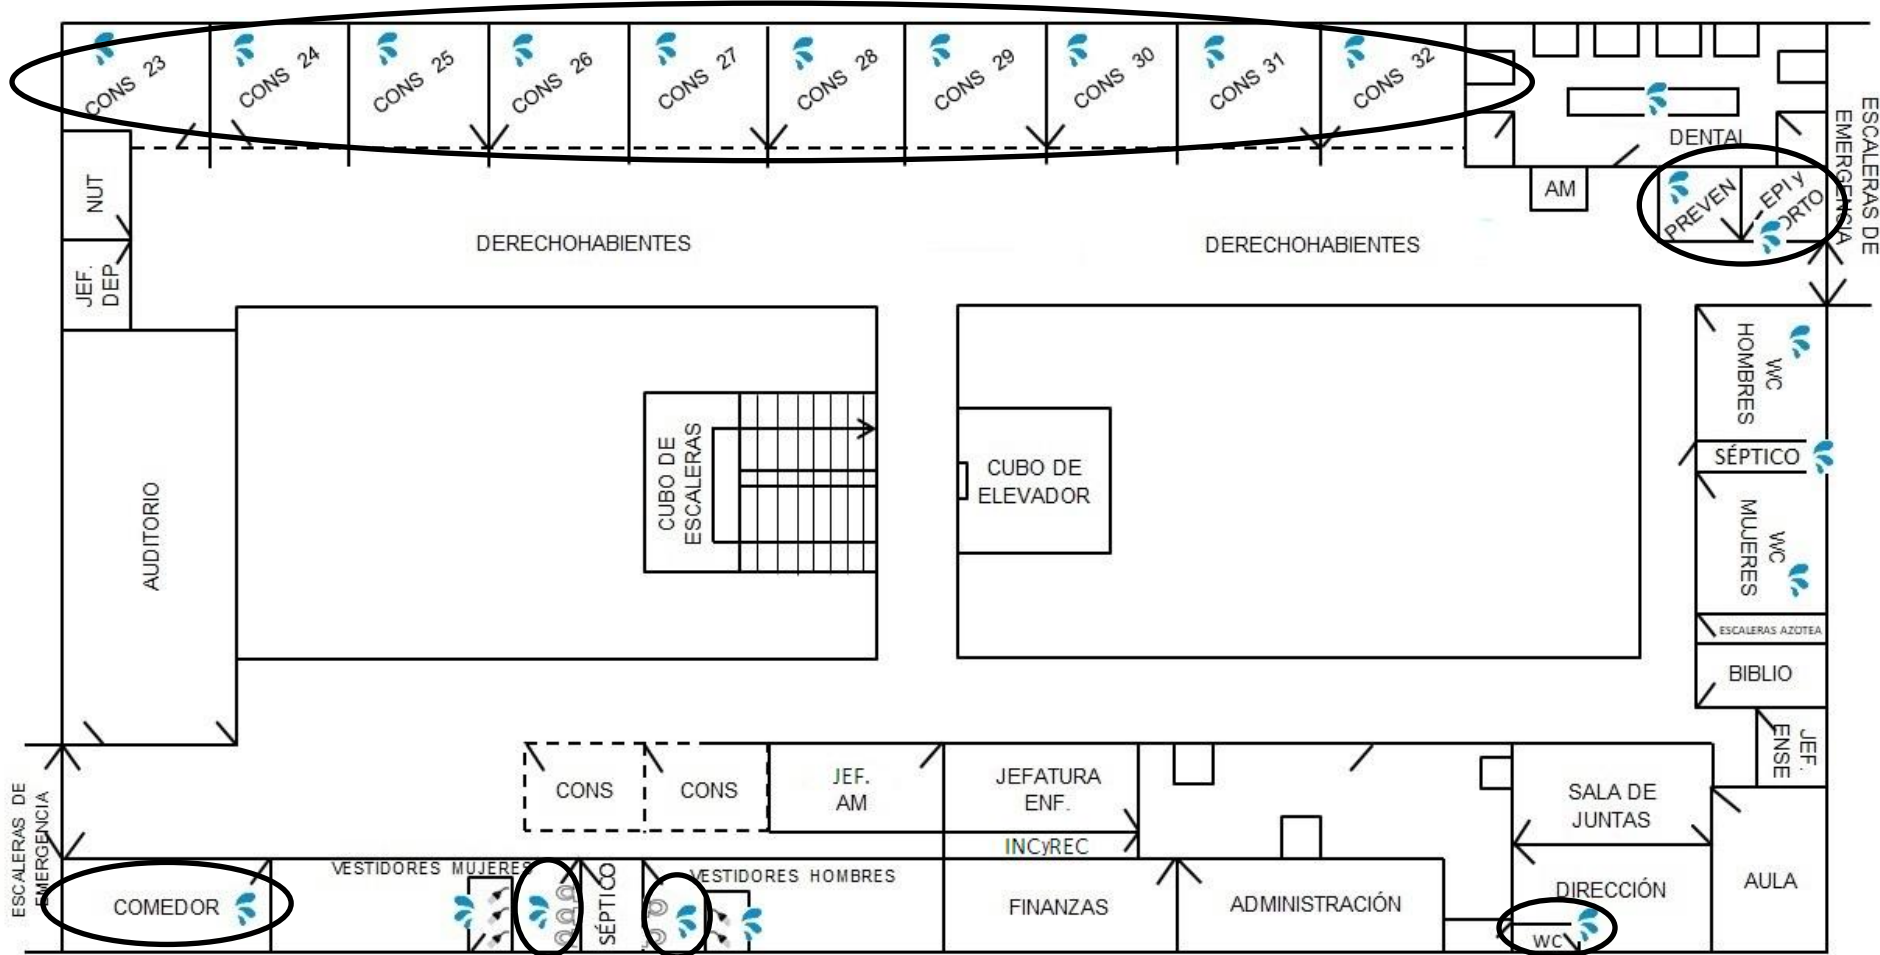 CONS 23
CONS 24
CONS 25
CONS 26
CONS 27
CONS 28
CONS 29
CONS 30
CONS 31
CONS 32
DENTAL
ESCALERAS DE
EMERGENCIA
NUT
JEF.
DEP
DERECHOHABIENTES
DERECHOHABIENTES
AM
PREVEN
EPI y
ORTO
WC
HOMBRES
SÉPTICO
WC
MUJERES
ESCALERAS AZOTEA
BIBLIO
JEF.
ENSE
AUDITORIO
CUBO DE
ESCALERAS
CUBO DE
ELEVADOR
ESCALERAS DE
EMERGENCIA
CONS
CONS
JEF.
AM
JEFATURA
ENF.
INCyREC
SALA DE
JUNTAS
COMEDOR
VESTIDORES MUJERES
SÉPTICO
VESTIDORES HOMBRES
FINANZAS
ADMINISTRACIÓN
DIRECCIÓN
WC
AULA